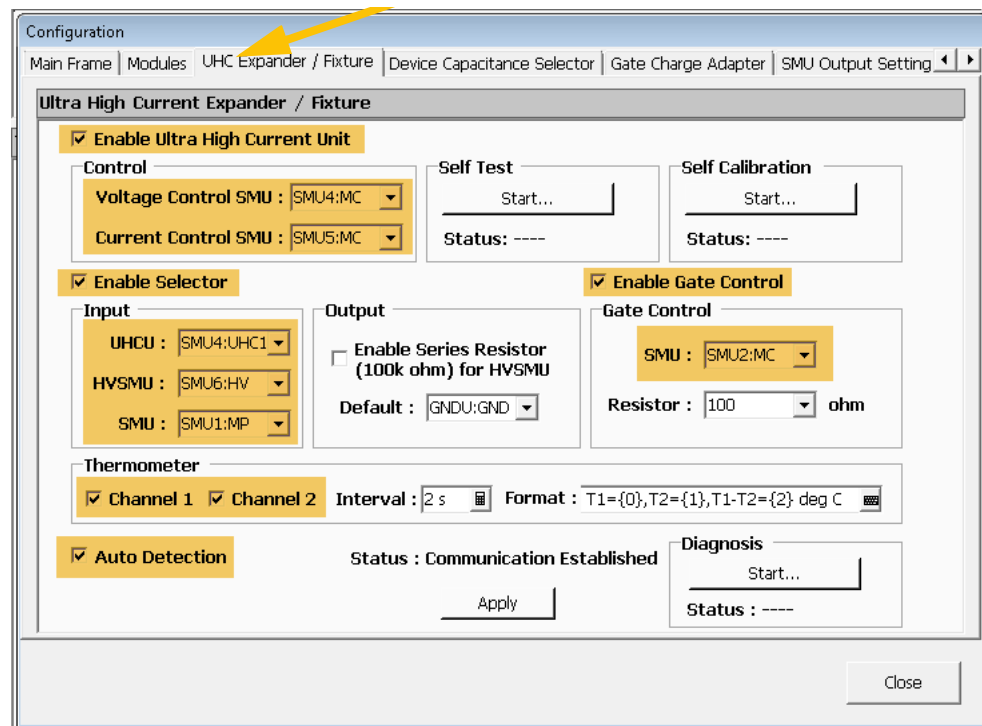 Configuration
Main Frame Modules UHC Expander / Fixture Device Capacitance Selector Gate Charge Adapter SMU Output Setting
Ultra High Current Expander / Fixture
Enable Ultra High Current Unit
Control Self Test Self Calibration
Voltage Control SMU : SMU4:MC Start... Start...
Current Control SMU : SMU5:MC Status: ---- Status: ----
Enable Selector Enable Gate Control
Input Output Gate Control
UHCU : SMU4:UHC1 Enable Series Resistor
(100k ohm) for HVSMU SMU : SMU2:MC
HVSMU : SMU6:HV
Default : GNDU:GND Resistor : 100 ohm
SMU : SMU1:MP
Thermometer
Channel 1 Channel 2 Interval : 2 s Format : T1={0},T2={1},T1-T2={2} deg C
Auto Detection Status : Communication Established Diagnosis
Start...
Apply Status : ----
Close